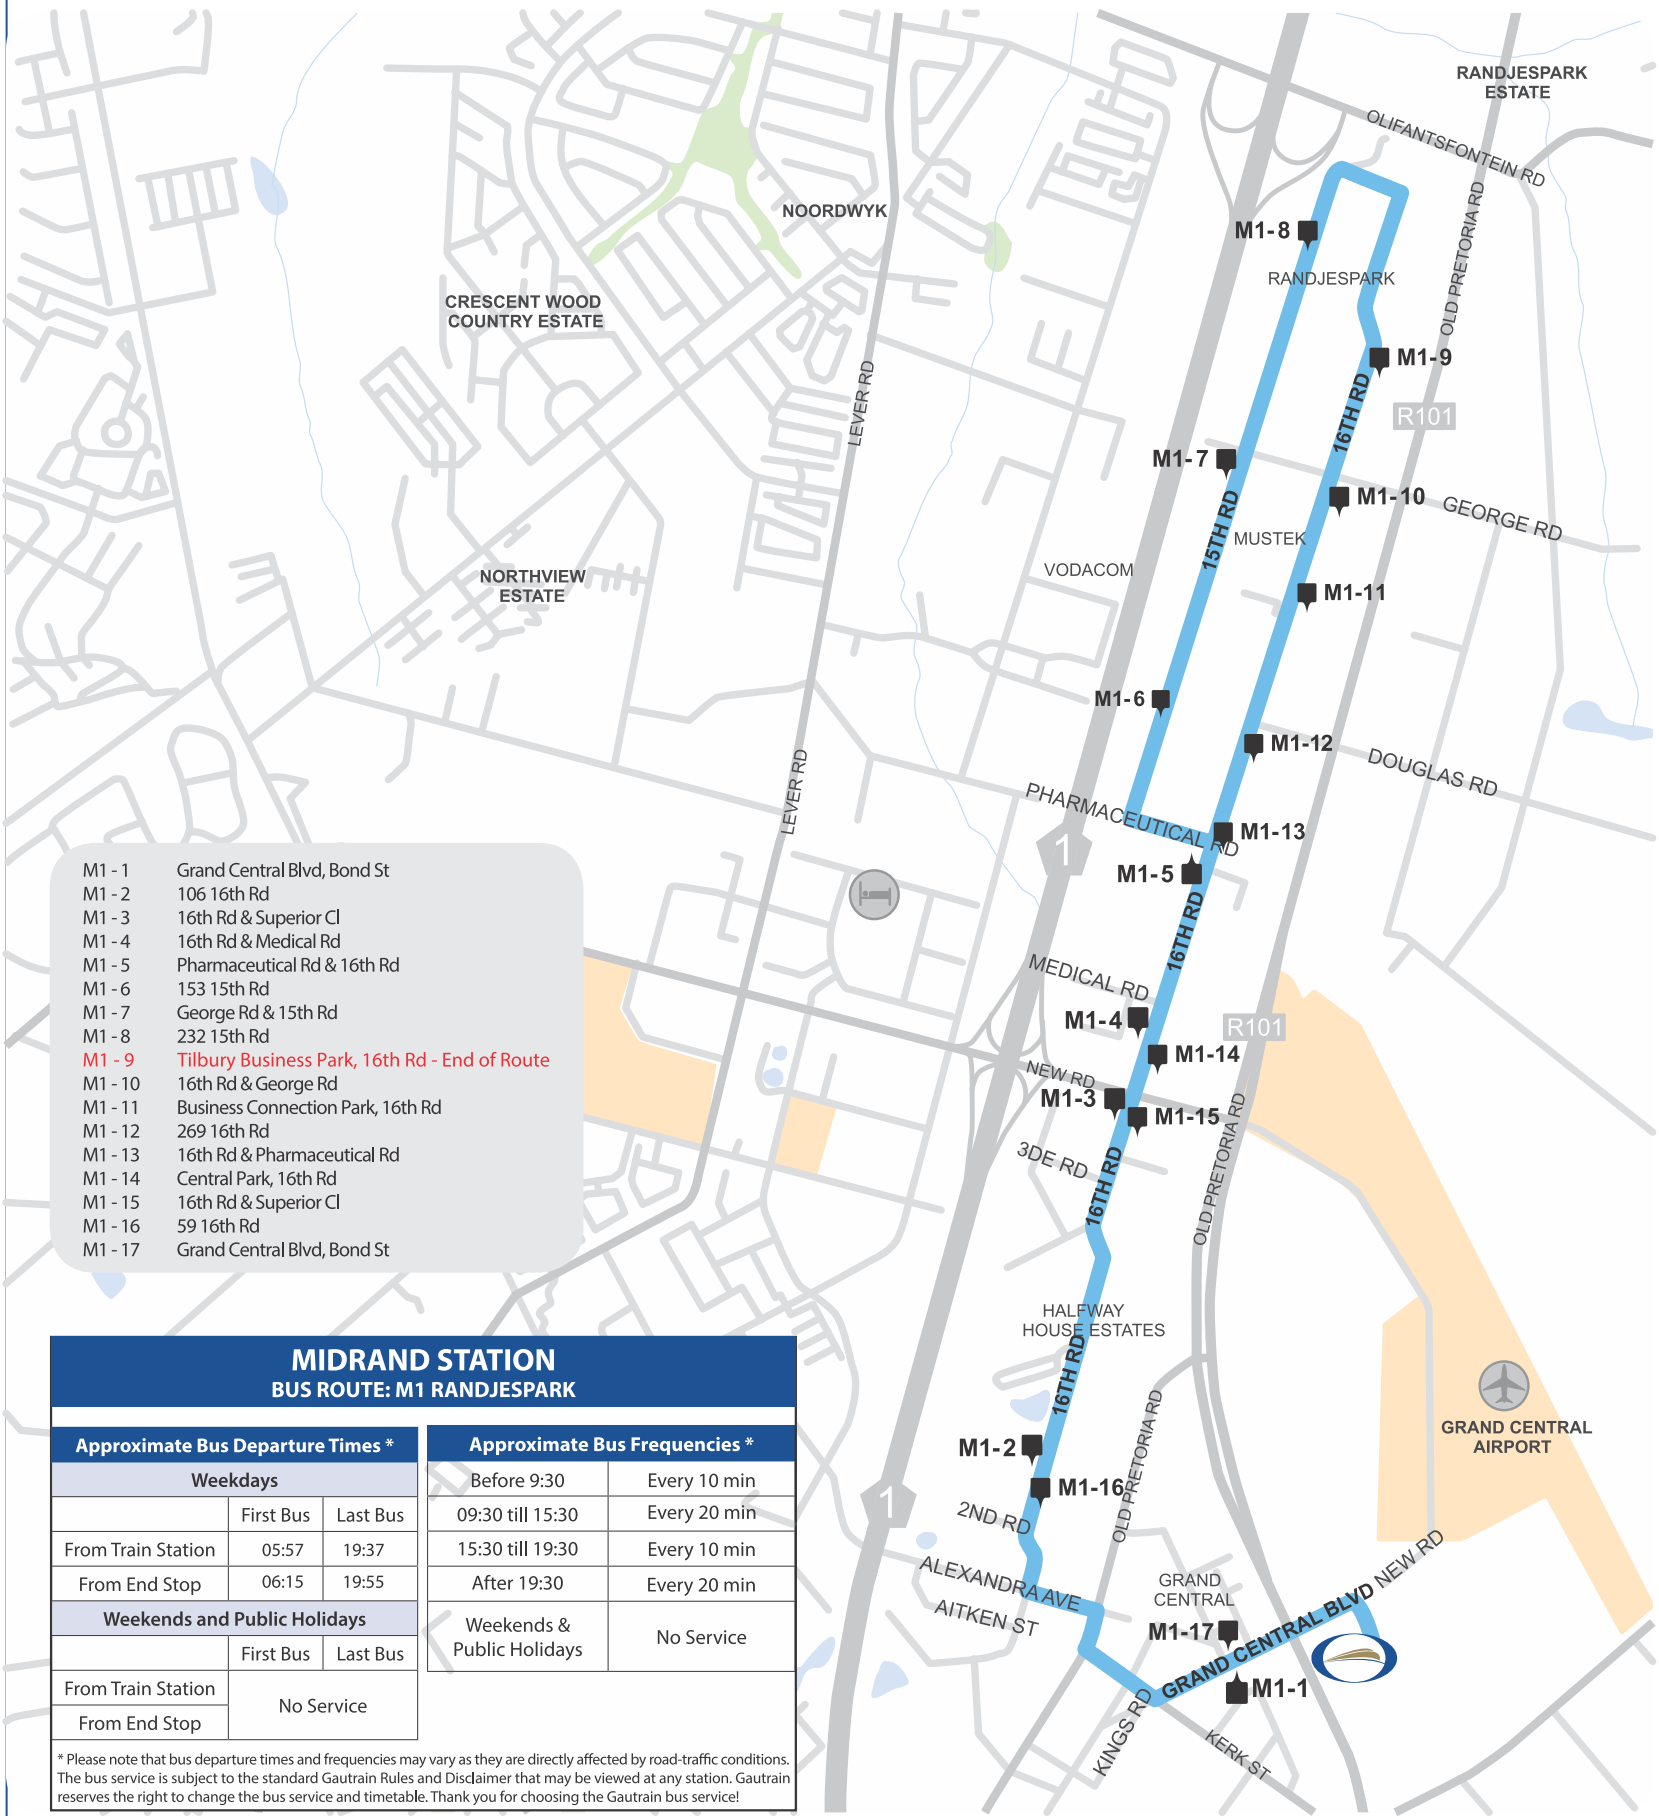 RANDJESPARK
ESTATE
OLIFANTSFONTEIN RD
NOORDWYK
M1-8
OLD PRETORIA RD
RANDJESPARK
CRESCENT WOOD
COUNTRY ESTATE
M1-9
LEVER RD
16TH RD
R101
M1-7
M1-10
GEORGE RD
15TH RD
MUSTEK
VODACOM
NORTHVIEW
ESTATE
M1-11
M1-6
M1-12
DOUGLAS RD
LEVER RD
PHARMACEUTICAL RD
M1-13
1
M1-5
16TH RD
MEDICAL RD
M1-4
R101
M1-14
NEW RD
M1-3
M1-15
OLD PRETORIA RD
3DE RD
16TH RD
M1 - 1 Grand Central Blvd, Bond St
M1 - 2 106 16th Rd
M1 - 3 16th Rd & Superior Cl
M1 - 4 16th Rd & Medical Rd
M1 - 5 Pharmaceutical Rd & 16th Rd
M1 - 6 153 15th Rd
M1 - 7 George Rd & 15th Rd
M1 - 8 232 15th Rd
M1 - 9 Tilbury Business Park, 16th Rd - End of Route
M1 - 10 16th Rd & George Rd
M1 - 11 Business Connection Park, 16th Rd
M1 - 12 269 16th Rd
M1 - 13 16th Rd & Pharmaceutical Rd
M1 - 14 Central Park, 16th Rd
M1 - 15 16th Rd & Superior Cl
M1 - 16 59 16th Rd
M1 - 17 Grand Central Blvd, Bond St
HALFWAY
HOUSE ESTATES
16TH RD
GRAND CENTRAL
AIRPORT
M1-2
OLD PRETORIA RD
M1-16
1
2ND RD
ALEXANDRA AVE
AITKEN ST
GRAND
CENTRAL
NEW RD
M1-17
GRAND CENTRAL BLVD
M1-1
KINGS RD
KERK ST
MIDRAND STATION
BUS ROUTE: M1 RANDJESPARK
Approximate Bus Departure Times *
Weekdays
First Bus Last Bus
From Train Station 05:57 19:37
From End Stop 06:15 19:55
Weekends and Public Holidays
First Bus Last Bus
From Train Station
No Service
From End Stop
Approximate Bus Frequencies *
Before 9:30 Every 10 min
09:30 till 15:30 Every 20 min
15:30 till 19:30 Every 10 min
After 19:30 Every 20 min
Weekends &
Public Holidays
No Service
* Please note that bus departure times and frequencies may vary as they are directly affected by road-traffic conditions.
The bus service is subject to the standard Gautrain Rules and Disclaimer that may be viewed at any station. Gautrain
reserves the right to change the bus service and timetable. Thank you for choosing the Gautrain bus service!